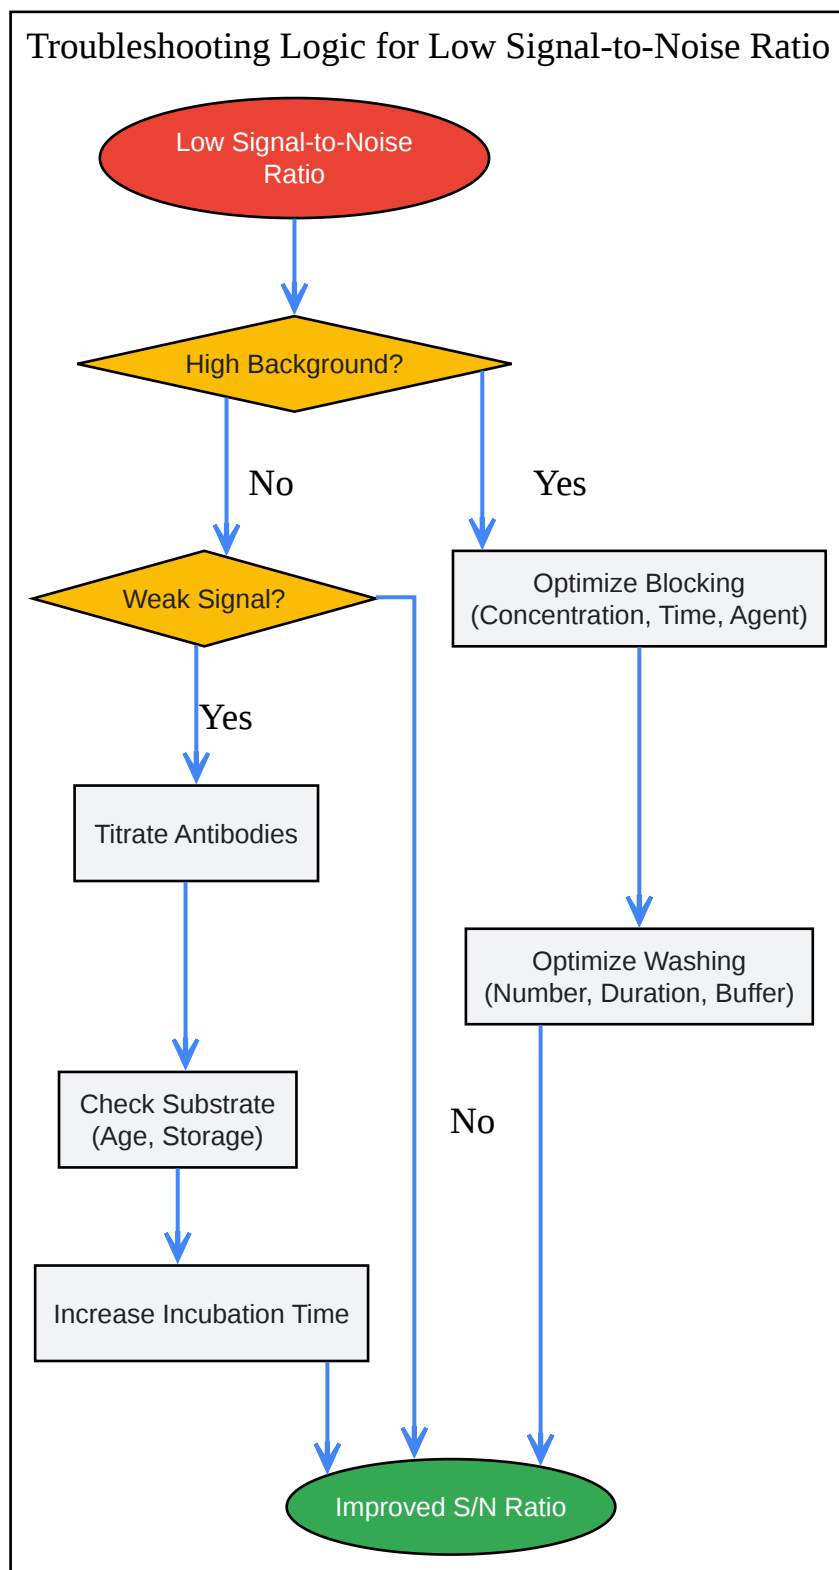 Troubleshooting Logic for Low Signal-to-Noise Ratio
Low Signal-to-Noise
Ratio
High Background?
No
Yes
Weak Signal?
Optimize Blocking
(Concentration, Time, Agent)
Yes
Titrate Antibodies
Optimize Washing
(Number, Duration, Buffer)
Check Substrate
(Age, Storage)
No
Increase Incubation Time
Improved S/N Ratio